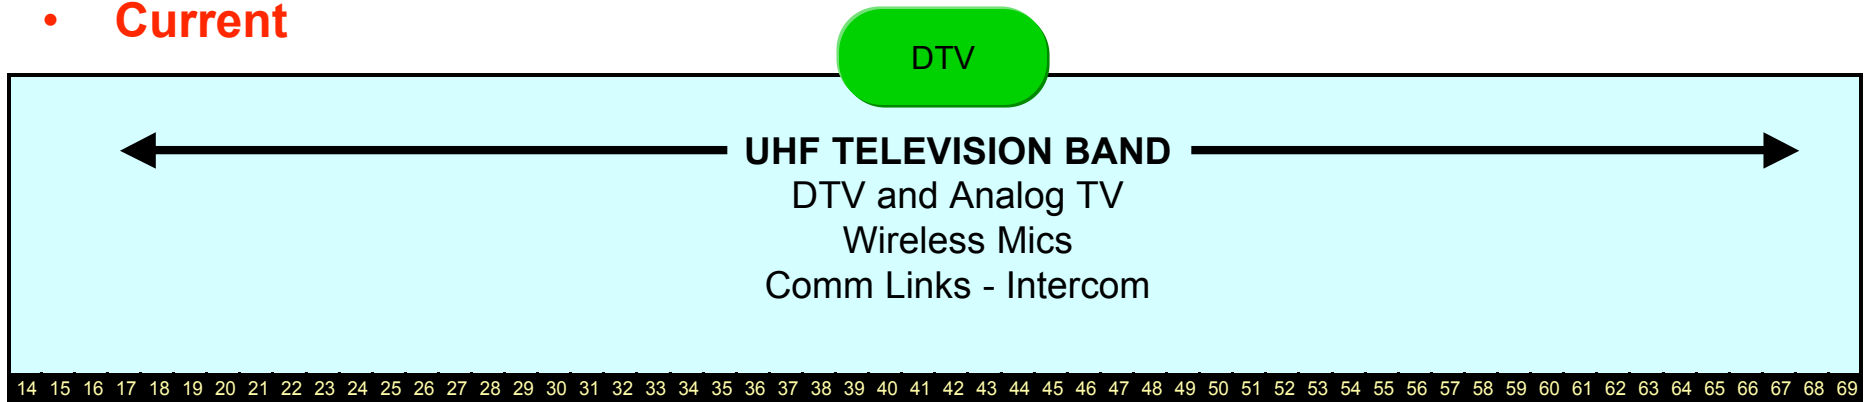 • Current
DTV
UHF TELEVISION BAND
DTV and Analog TV
Wireless Mics
Comm Links - Intercom
14 15 16 17 18 19 20 21 22 23 24 25 26 27 28 29 30 31 32 33 34 35 36 37 38 39 40 41 42 43 44 45 46 47 48 49 50 51 52 53 54 55 56 57 58 59 60 61 62 63 64 65 66 67 68 69